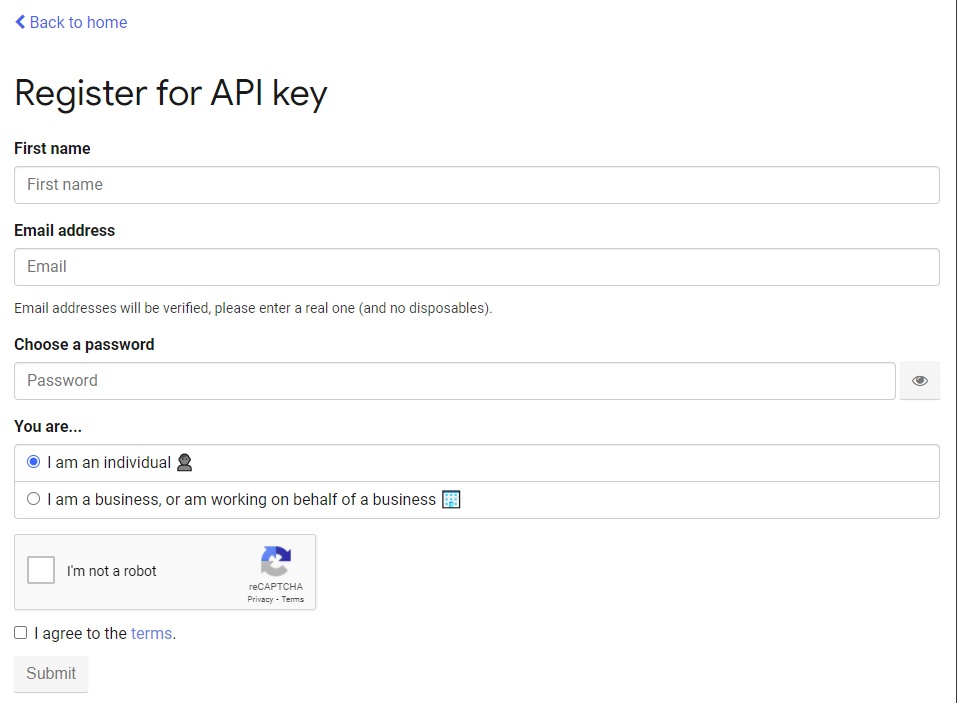 Back to home
Register for API key
First name
First name
Email address
Email
Email addresses will be verified, please enter a real one (and no disposables).
Choose a password
Password
You are...
I am an individual
I am a business, or am working on behalf of a business
I'm not a robot
reCAPTCHA
Privacy - Terms
I agree to the terms.
Submit